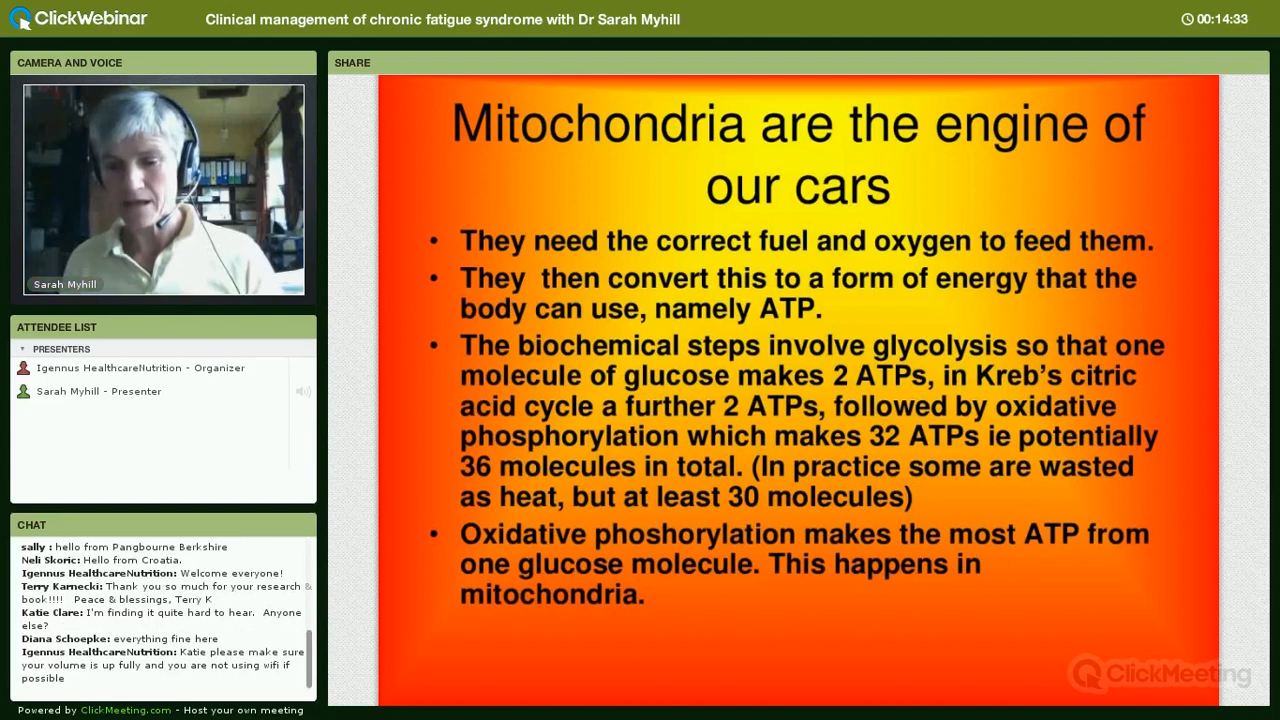 ClickWebinar
Clinical management of chronic fatigue syndrome with Dr Sarah Myhill
00:14:33
CAMERA AND VOICE
Sarah Myhill
ATTENDEE LIST
PRESENTERS
Igennus HealthcareNutrition - Organizer
Sarah Myhill - Presenter
CHAT
sally : hello from Pangbourne Berkshire
Neli Skoric: Hello from Croatia.
Igennus HealthcareNutrition: Welcome everyone!
Terry Karnecki: Thank you so much for your research &
book!!!! Peace & blessings, Terry K
Katie Clare: I'm finding it quite hard to hear. Anyone
else?
Diana Schoepke: everything fine here
Igennus HealthcareNutrition: Katie please make sure
your volume is up fully and you are not using wifi if
possible
Powered by ClickMeeting.com - Host your own meeting
SHARE
Mitochondria are the engine of
our cars
• They need the correct fuel and oxygen to feed them.
• They then convert this to a form of energy that the
body can use, namely ATP.
• The biochemical steps involve glycolysis so that one
molecule of glucose makes 2 ATPs, in Kreb's citric
acid cycle a further 2 ATPs, followed by oxidative
phosphorylation which makes 32 ATPs ie potentially
36 molecules in total. (In practice some are wasted
as heat, but at least 30 molecules)
• Oxidative phoshorylation makes the most ATP from
one glucose molecule. This happens in
mitochondria.
ClickMeeting